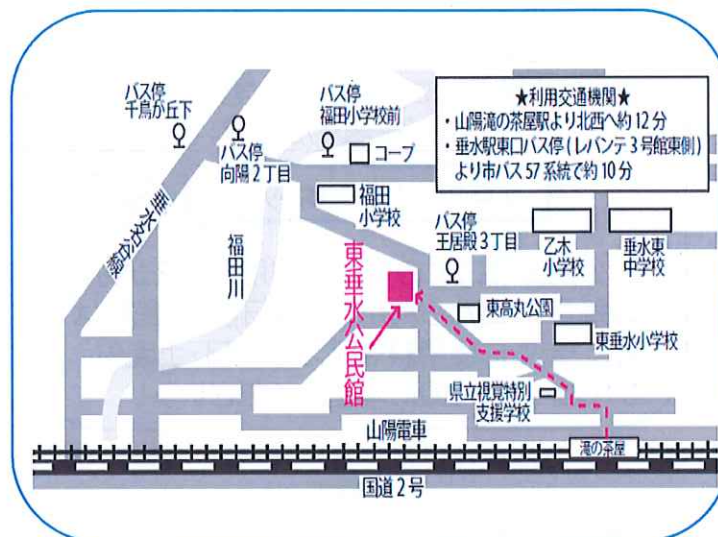 バス停
千鳥が丘下
バス停
向陽2丁目
バス停
福田小学校前
コープ
★利用交通機関★
・山陽滝の茶屋駅より北西へ約12分
・垂水駅東口バス停(レバンテ3号館東側)
より市バス57系統で約10分
福田
小学校
垂水名谷線
福田川
東垂水公民館
バス停
王居殿3丁目
乙木
小学校
垂水東
中学校
東高丸公園
東垂水小学校
県立視覚特別
支援学校
山陽電車
滝の茶屋
国道2号